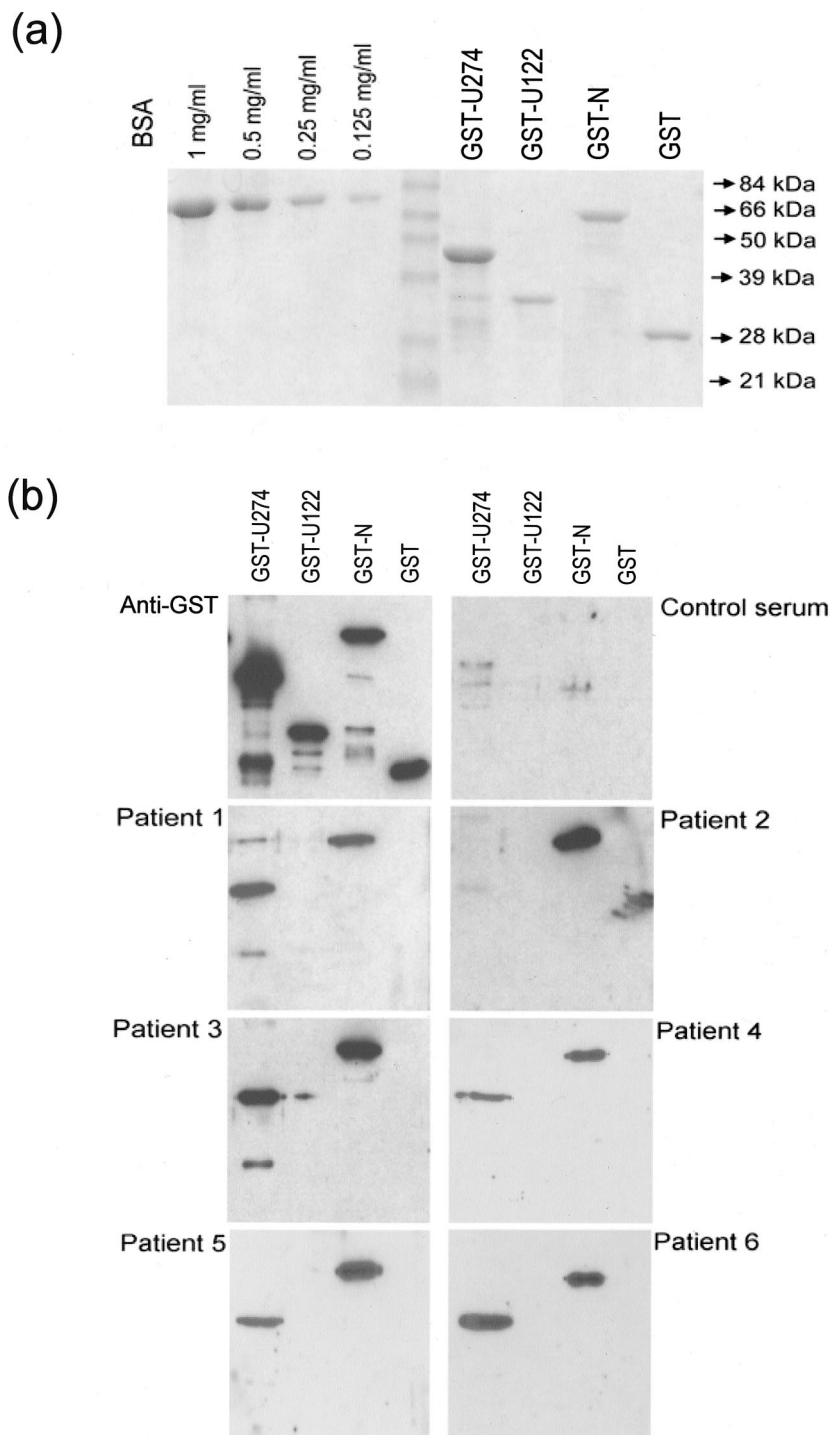 (a)
BSA
1 mg/ml
0.5 mg/ml
0.25 mg/ml
0.125 mg/ml
GST-U274
GST-U122
GST-N
GST
84 kDa
66 kDa
50 kDa
39 kDa
28 kDa
21 kDa
(b)
GST-U274
GST-U122
GST-N
GST
GST-U274
GST-U122
GST-N
GST
Anti-GST
Control serum
Patient 1
Patient 2
Patient 3
Patient 4
Patient 5
Patient 6